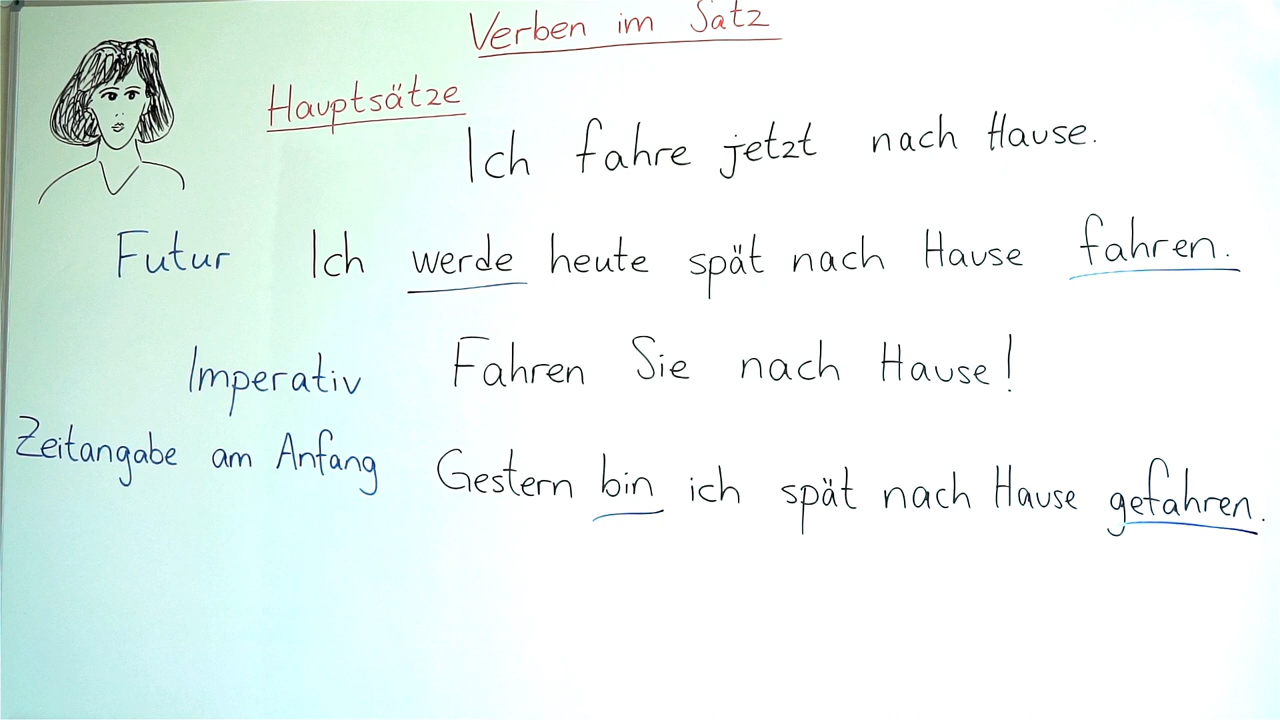 Verben im Satz
Hauptsätze
Ich fahre jetzt nach Hause.
Futur Ich werde heute spät nach Hause fahren.
Imperativ Fahren Sie nach Hause!
Zeitangabe am Anfang Gestern bin ich spät nach Hause gefahren.